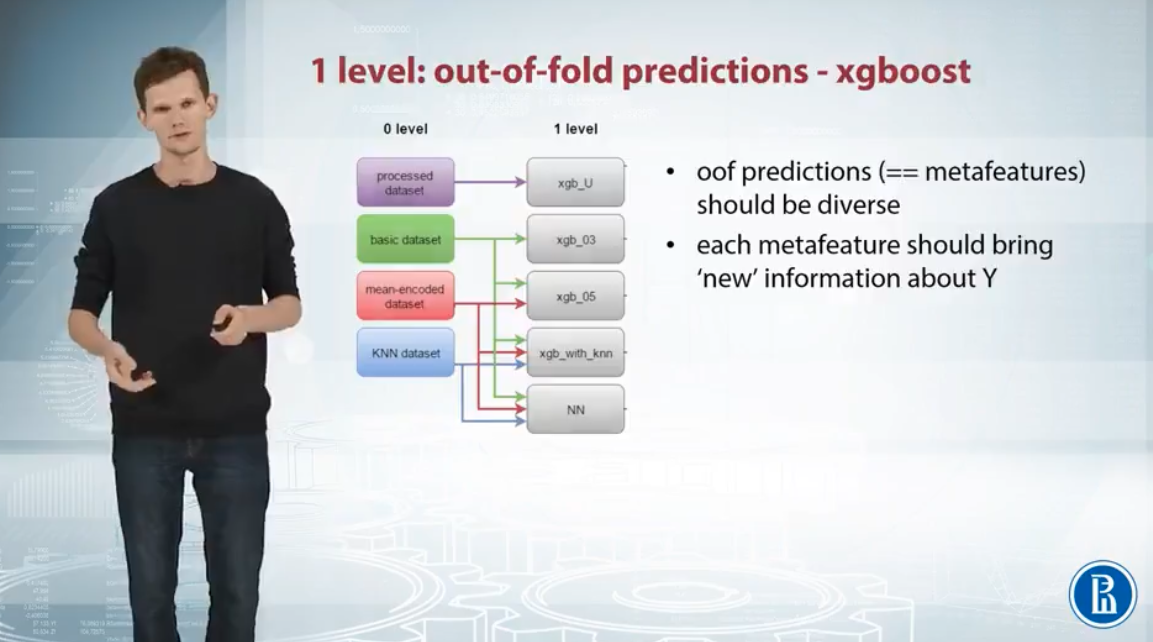 1 level: out-of-fold predictions - xgboost
0 level
1 level
processed
dataset
xgb_U
basic dataset
xgb_03
mean-encoded
dataset
xgb_05
KNN dataset
xgb_with_knn
NN
• oof predictions (== metafeatures)
should be diverse
• each metafeature should bring
‘new’ information about Y